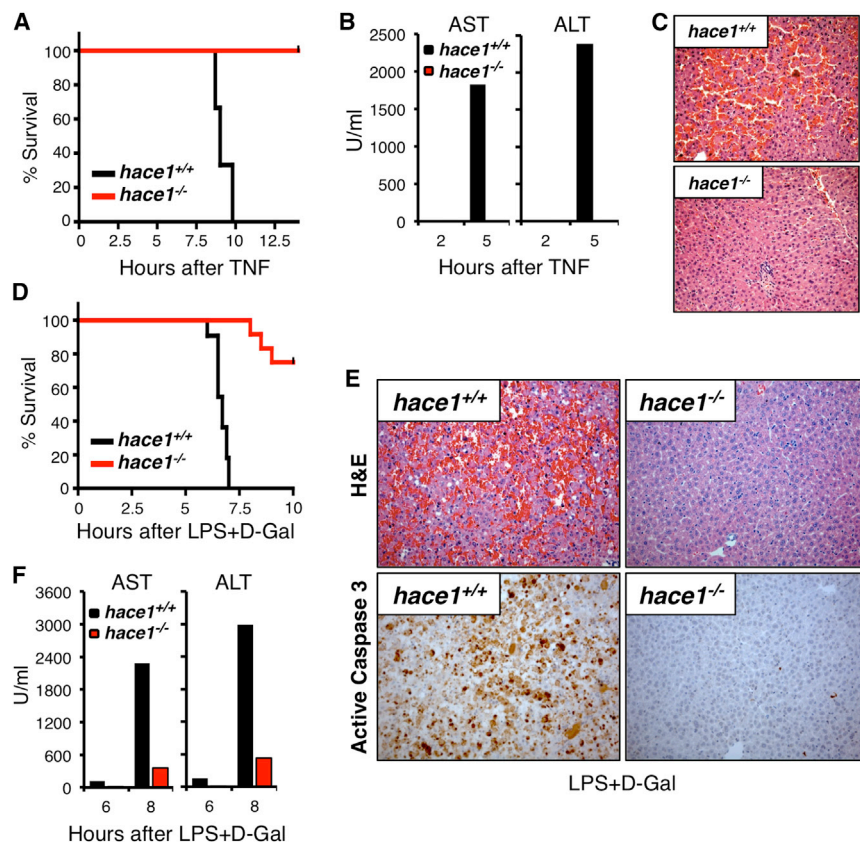 A
100
80
60
40
20
0
% Survival
hace1+/+
hace1-/-
0 2.5 5 7.5 10 12.5
Hours after TNF
B
AST ALT
2500
2000
1500
1000
500
0
U/ml
hace1+/+
hace1-/-
2 5 2 5
Hours after TNF
C
hace1+/+
hace1-/-
D
100
80
60
40
20
0
% Survival
hace1+/+
hace1-/-
0 2.5 5 7.5 10
Hours after LPS+D-Gal
E
hace1+/+ hace1-/-
H&E
hace1+/+ hace1-/-
Active Caspase 3
LPS+D-Gal
F
AST ALT
3600
3000
2400
1800
1200
600
0
U/ml
hace1+/+
hace1-/-
6 8 6 8
Hours after LPS+D-Gal